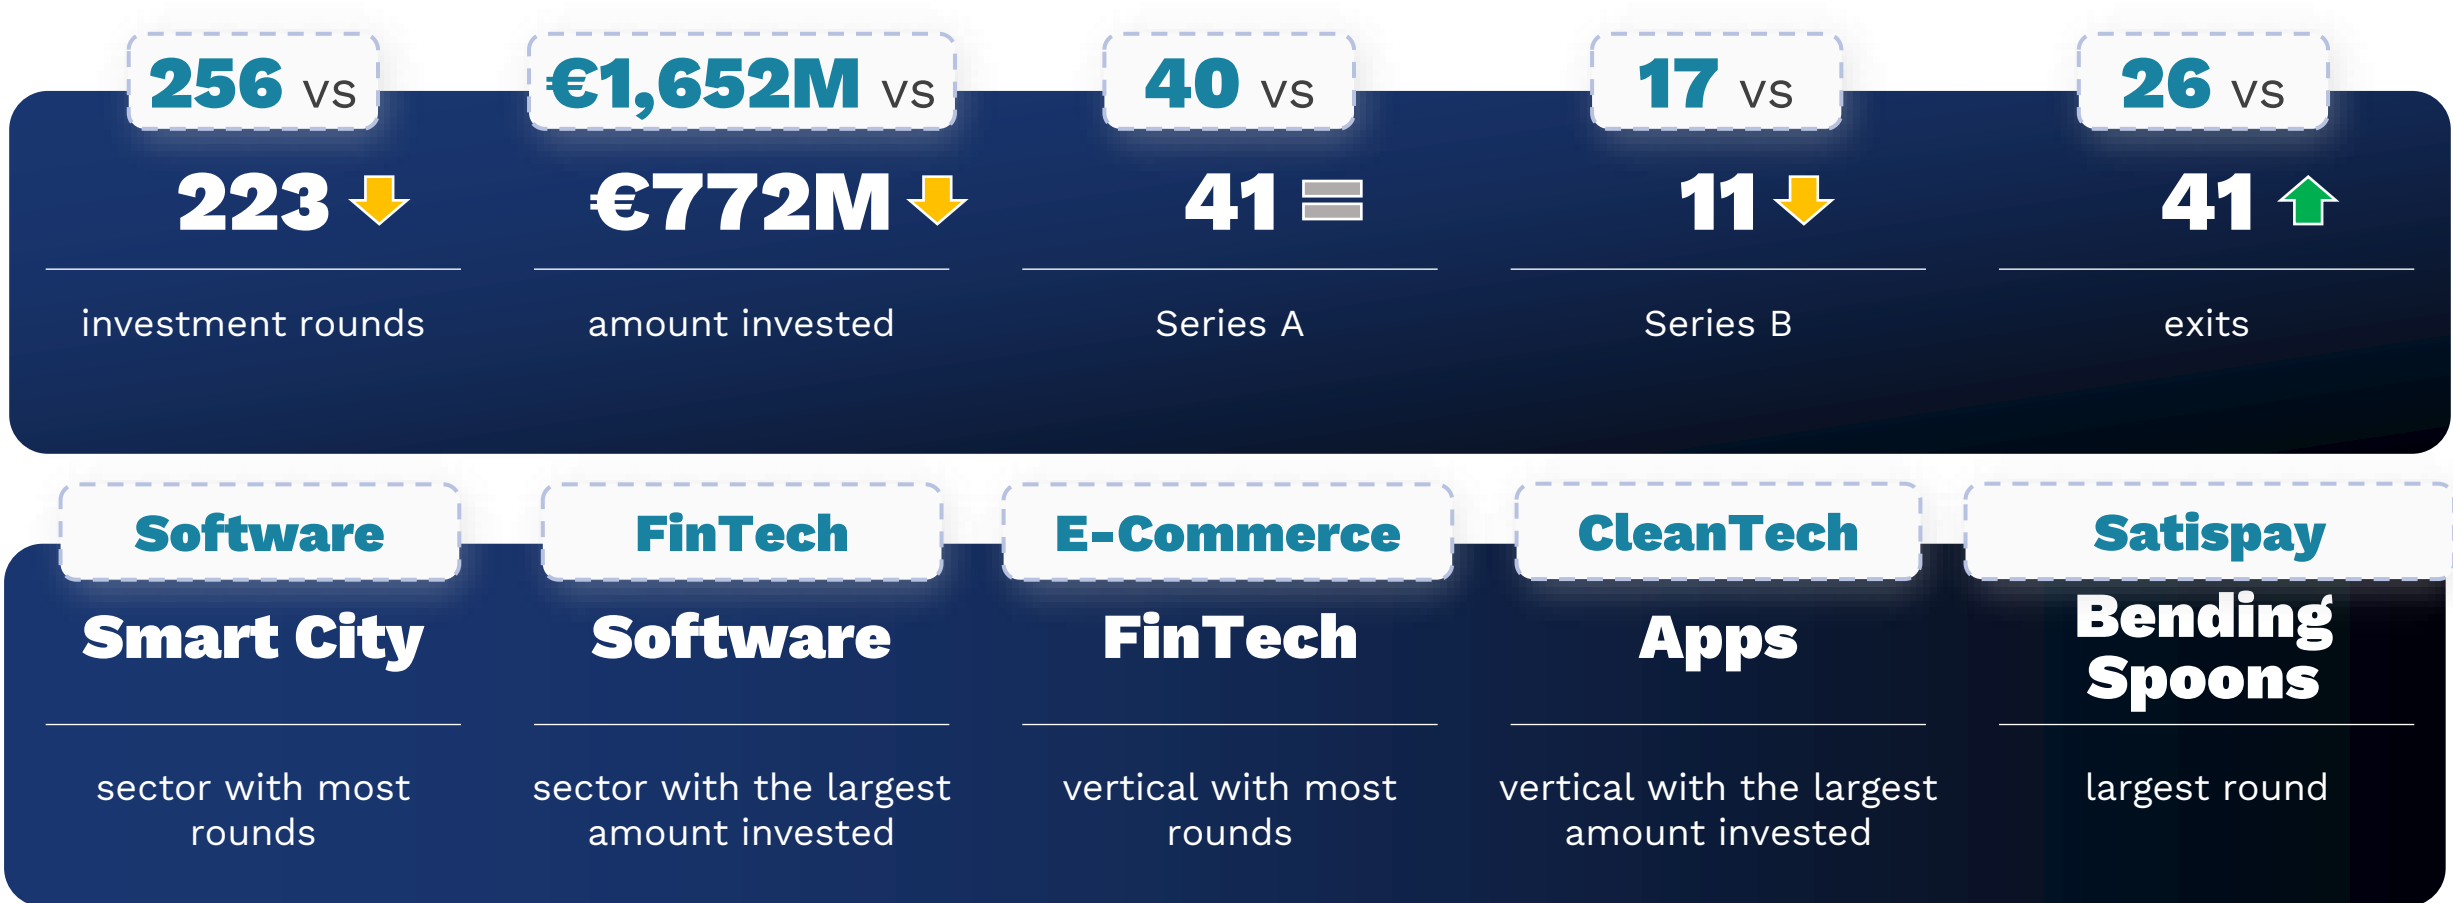 256 vs
223
investment rounds
€1,652M vs
€772M
amount invested
40 vs
41
Series A
17 vs
11
Series B
26 vs
41
exits
Software
Smart City
sector with most
rounds
FinTech
Software
sector with the largest
amount invested
E-Commerce
FinTech
vertical with most
rounds
CleanTech
Apps
vertical with the largest
amount invested
Satispay
Bending
Spoons
largest round